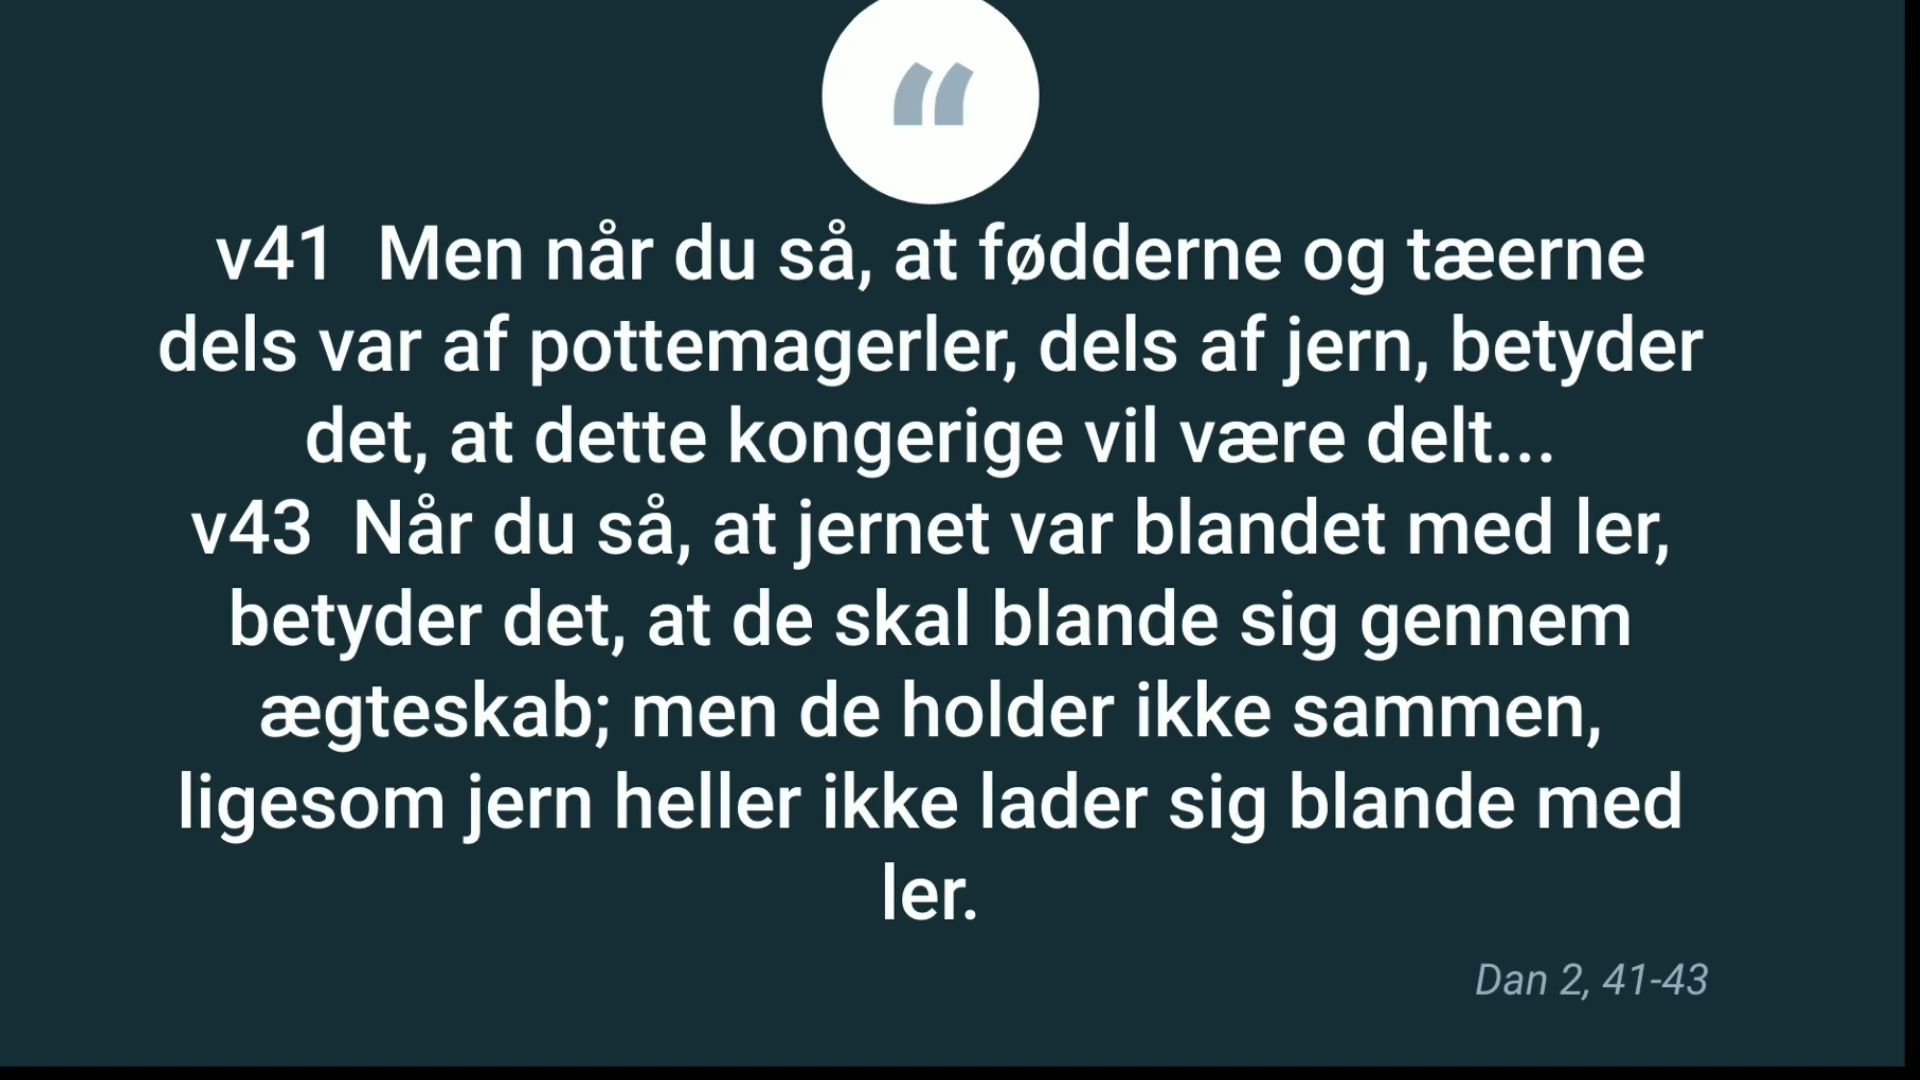 “
v41 Men når du så, at fødderne og tæerne
dels var af pottemagerler, dels af jern, betyder
det, at dette kongerige vil være delt...
v43 Når du så, at jernet var blandet med ler,
betyder det, at de skal blande sig gennem
ægteskab; men de holder ikke sammen,
ligesom jern heller ikke lader sig blande med
ler.
Dan 2, 41-43